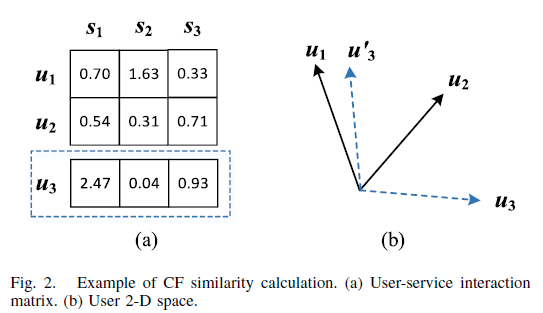 s1 s2 s3
u1 0.70 1.63 0.33
u2 0.54 0.31 0.71
u3 2.47 0.04 0.93
(a)
u1 u'3
u2
u3
(b)
Fig. 2. Example of CF similarity calculation. (a) User-service interaction
matrix. (b) User 2-D space.